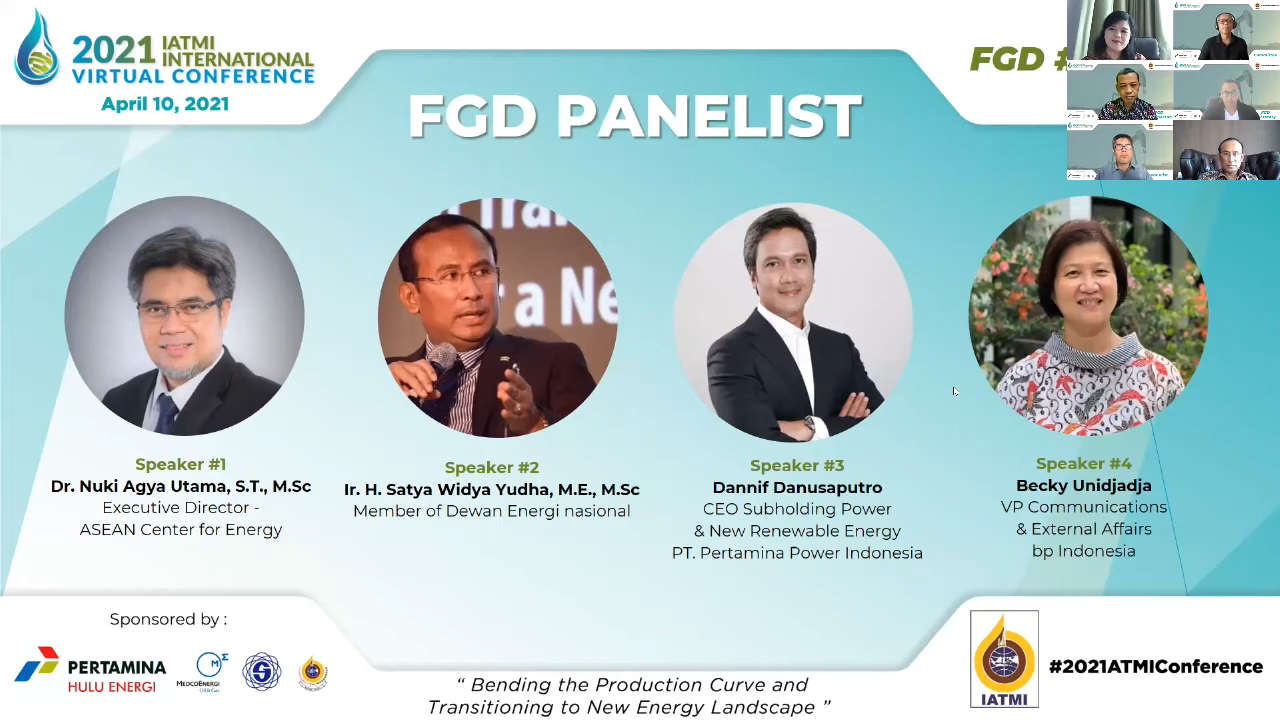 2021 IATMI
INTERNATIONAL
VIRTUAL CONFERENCE
April 10, 2021
FGD #
FGD PANELIST
a Ne
Speaker #1
Dr. Nuki Agya Utama, S.T., M.Sc
Executive Director -
ASEAN Center for Energy
Speaker #2
Ir. H. Satya Widya Yudha, M.E., M.Sc
Member of Dewan Energi nasional
Speaker #3
Dannif Danusaputro
CEO Subholding Power
& New Renewable Energy
PT. Pertamina Power Indonesia
Speaker #4
Becky Unidjadja
VP Communications
& External Affairs
bp Indonesia
Sponsored by :
PERTAMINA
HULU ENERGI
MEDCOENERGI
Oil & Gas
“ Bending the Production Curve and
Transitioning to New Energy Landscape ”
IATMI
#2021ATMIConference